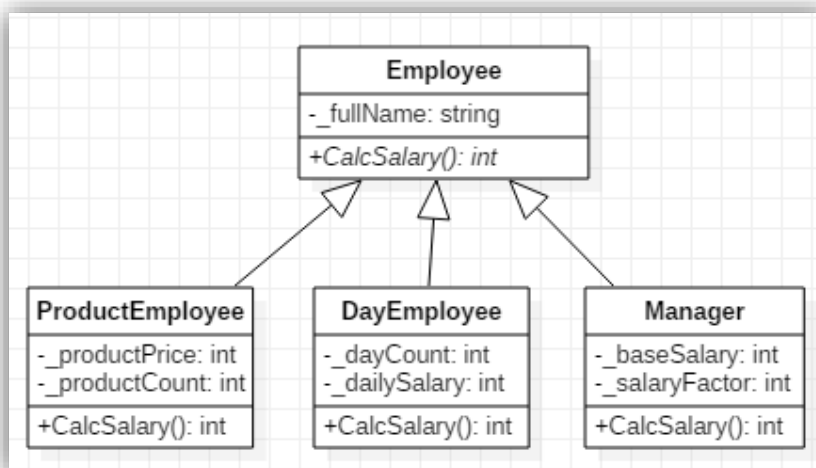 Employee
-_fullName: string
+CalcSalary(): int
ProductEmployee
-_productPrice: int
-_productCount: int
+CalcSalary(): int
DayEmployee
-_dayCount: int
-_dailySalary: int
+CalcSalary(): int
Manager
-_baseSalary: int
-_salaryFactor: int
+CalcSalary(): int